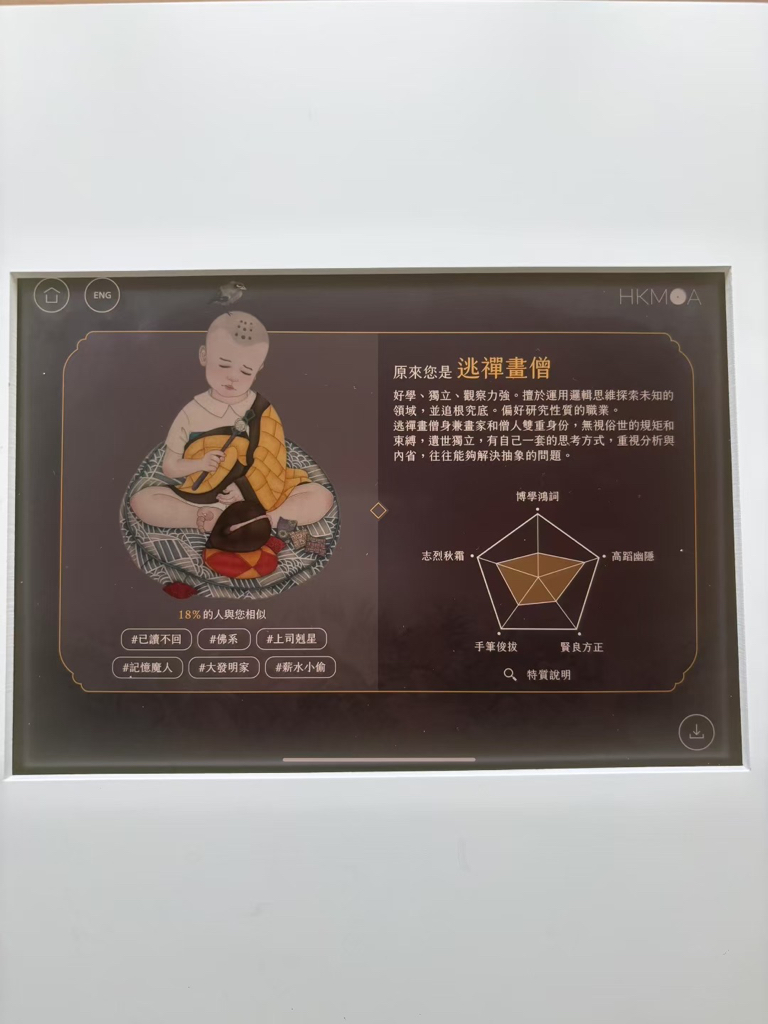 ENG
HKMOA
原來您是 逃禪畫僧
好學、獨立、觀察力強。擅於運用邏輯思維探索未知的
領域，並追根究底。偏好研究性質的職業。
逃禪畫僧身兼畫家和僧人雙重身份，無視俗世的規矩和
束縛，遺世獨立，有自己一套的思考方式，重視分析與
內省，往往能夠解決抽象的問題。
博學鴻詞
志烈秋霜
高蹈幽隱
手筆俊拔
賢良方正
特質說明
18%的人與您相似
#已讀不回 #佛系 #上司剋星
#記憶魔人 #大發明家 #薪水小偷